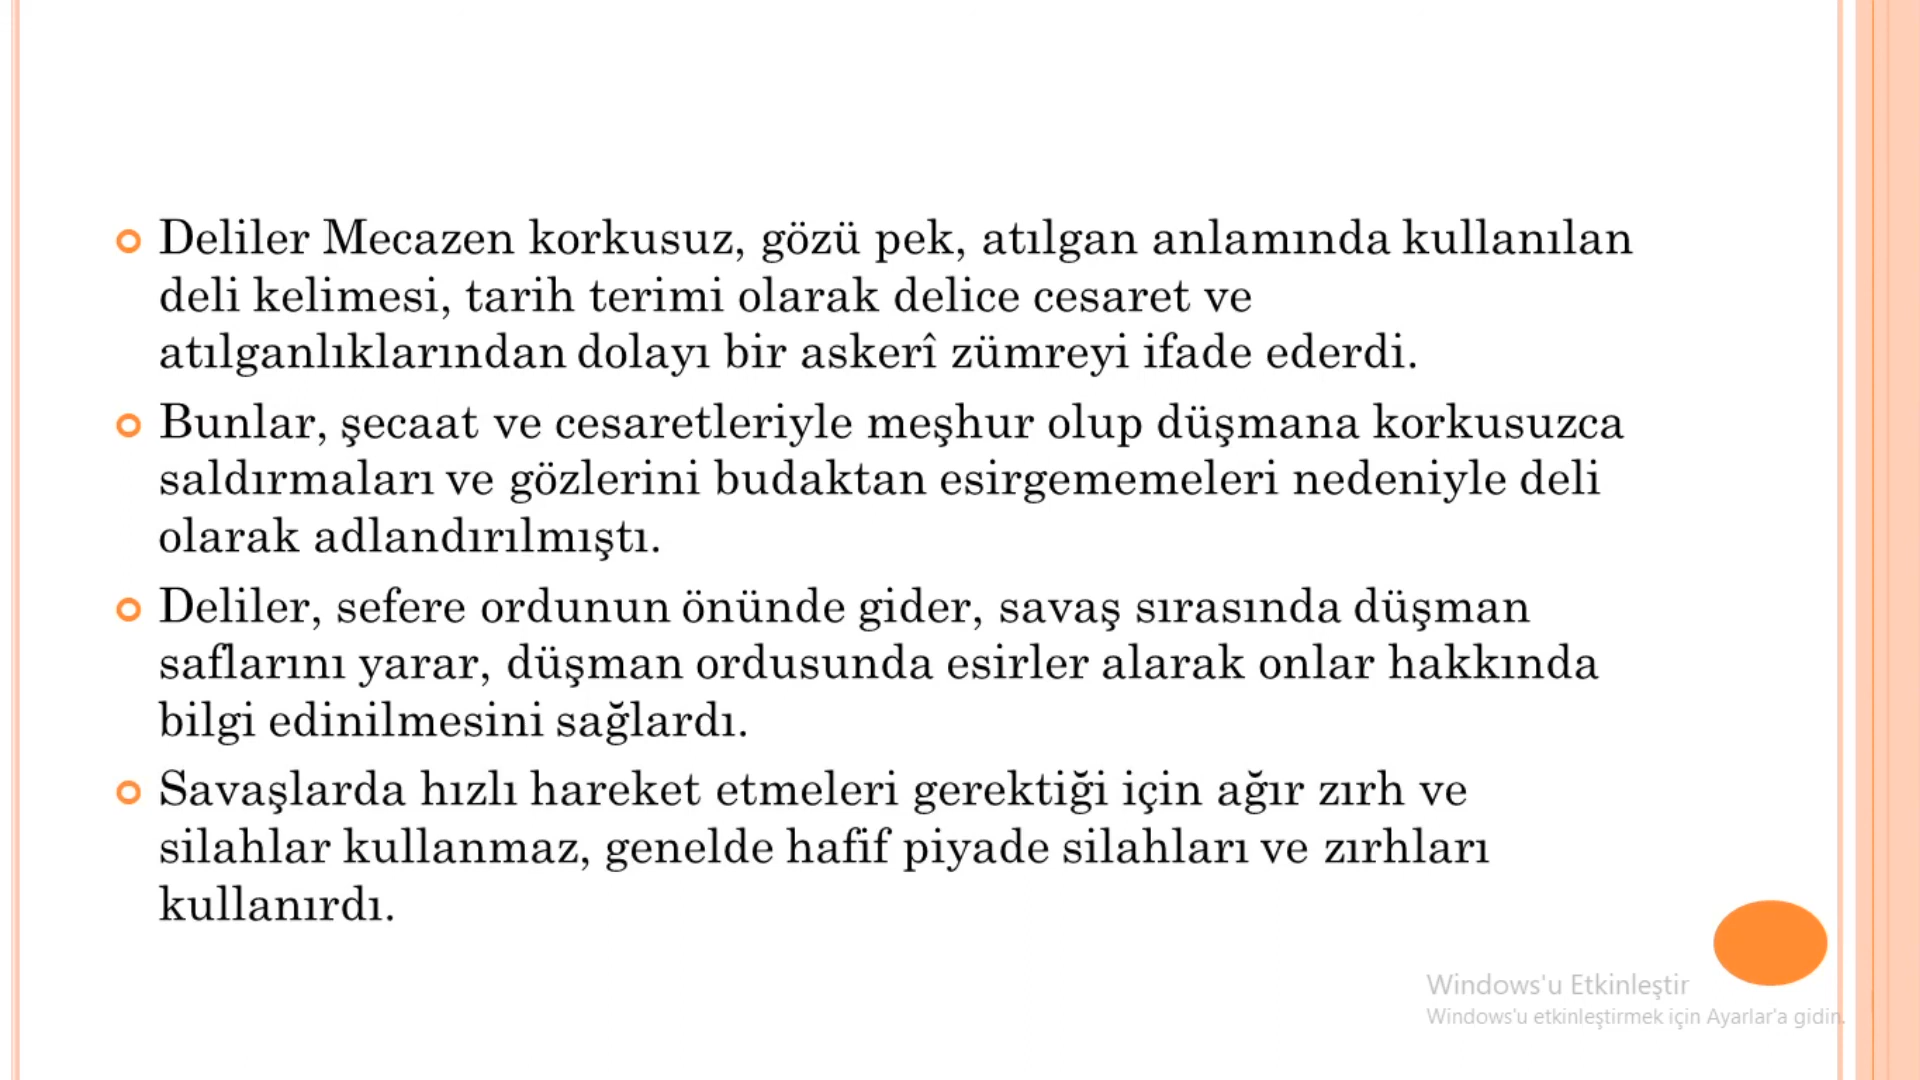 Deliler Mecazen korkusuz, gözü pek, atılgan anlamında kullanılan
deli kelimesi, tarih terimi olarak delice cesaret ve
atılganlıklarından dolayı bir askerî zümreyi ifade ederdi.
Bunlar, şecaat ve cesaretleriyle meşhur olup düşmana korkusuzca
saldırmaları ve gözlerini budaktan esirgememeleri nedeniyle deli
olarak adlandırılmıştı.
Deliler, sefere ordunun önünde gider, savaş sırasında düşman
saflarını yarar, düşman ordusunda esirler alarak onlar hakkında
bilgi edinilmesini sağlardı.
Savaşlarda hızlı hareket etmeleri gerektiği için ağır zırh ve
silahlar kullanmaz, genelde hafif piyade silahları ve zırhları
kullanırdı.
Windows'u Etkinleştir
Windows'u etkinleştirmek için Ayarlar'a gidin.